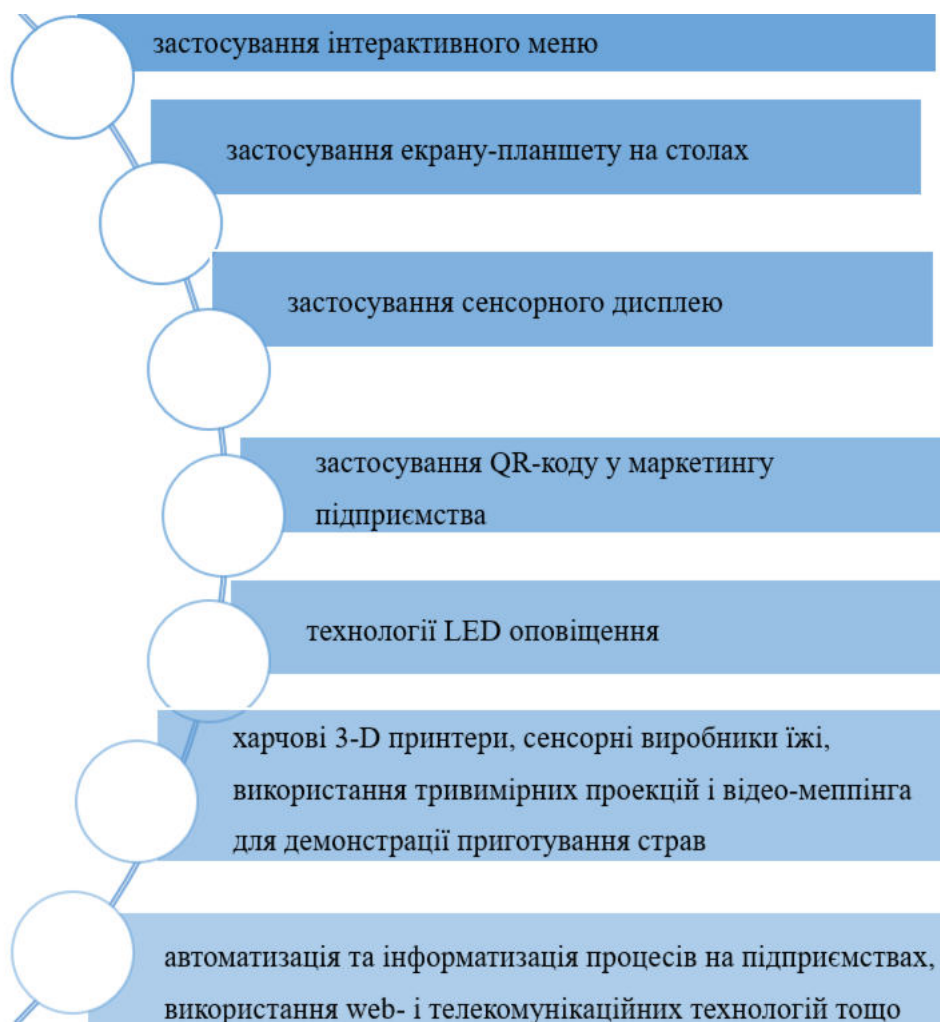 застосування інтерактивного меню
застосування екрану-планшету на столах
застосування сенсорного дисплею
застосування QR-коду у маркетингу
підприємства
технології LED оповіщення
харчові 3-D принтери, сенсорні виробники їжі,
використання тривимірних проекцій і відео-меппінга
для демонстрації приготування страв
автоматизація та інформатизація процесів на підприємствах,
використання web- і телекомунікаційних технологій тощо